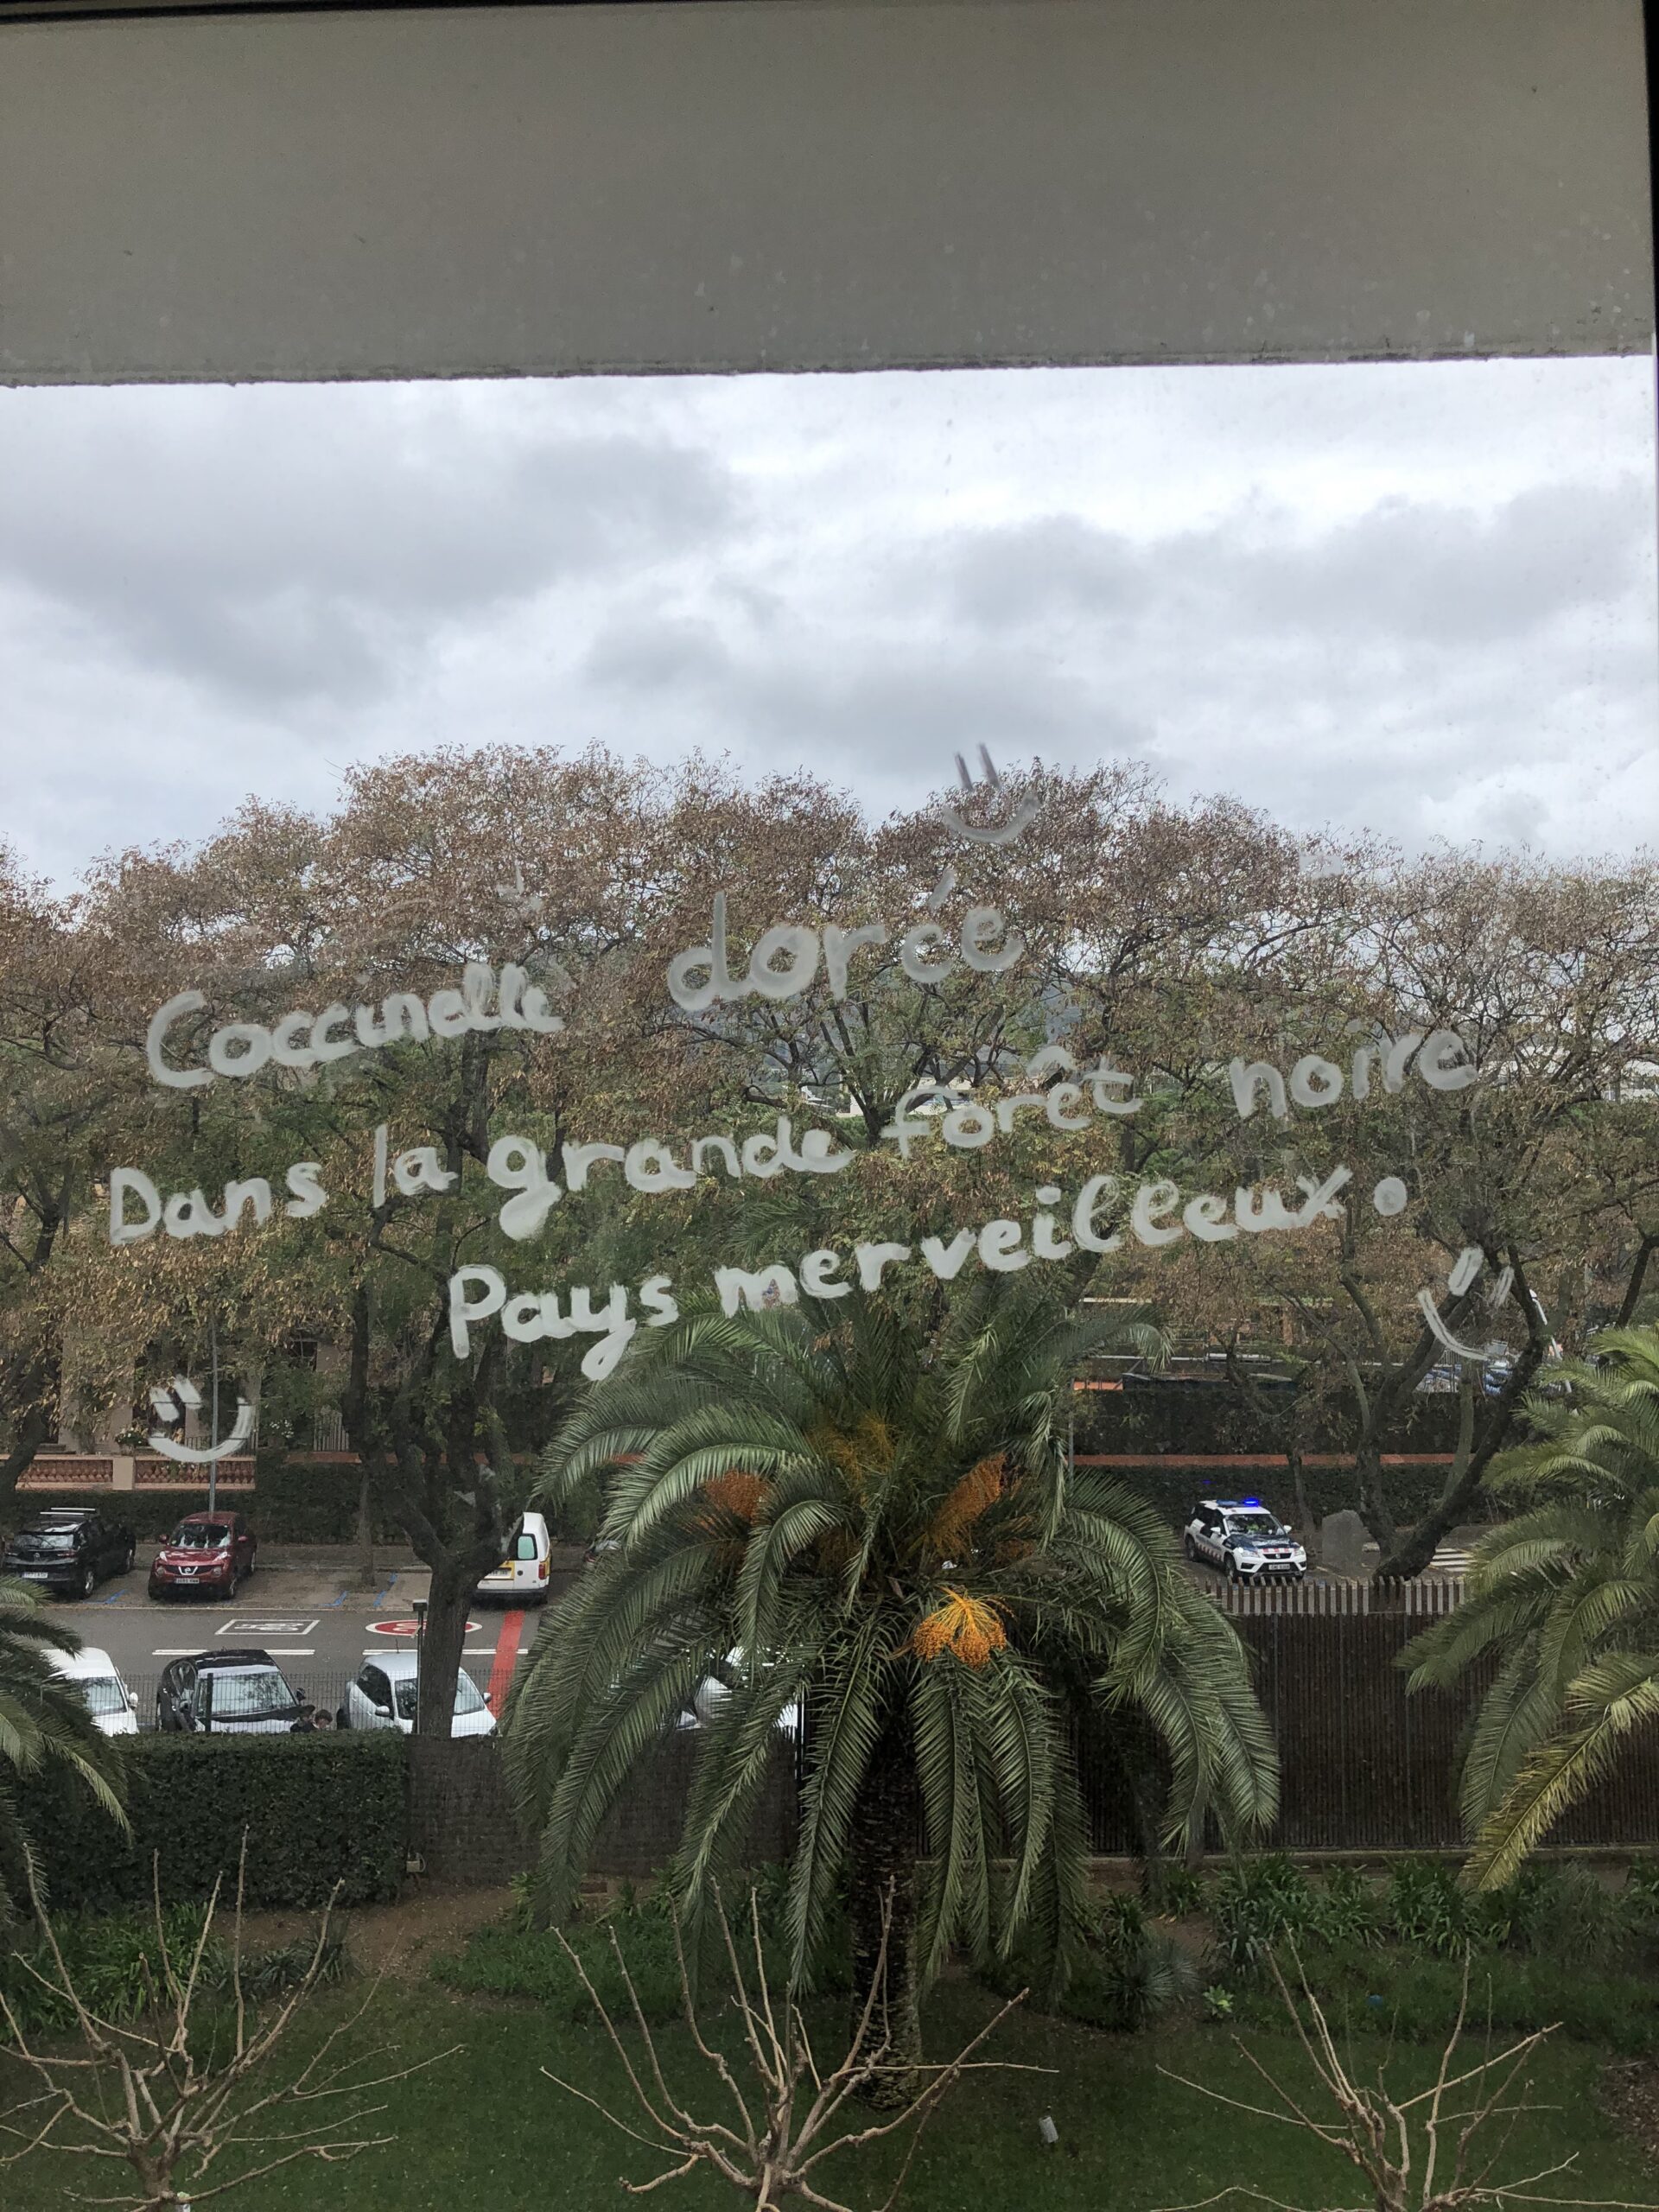 Coccinelle dorée
Dans la grande forêt noire
Pays merveilleux.